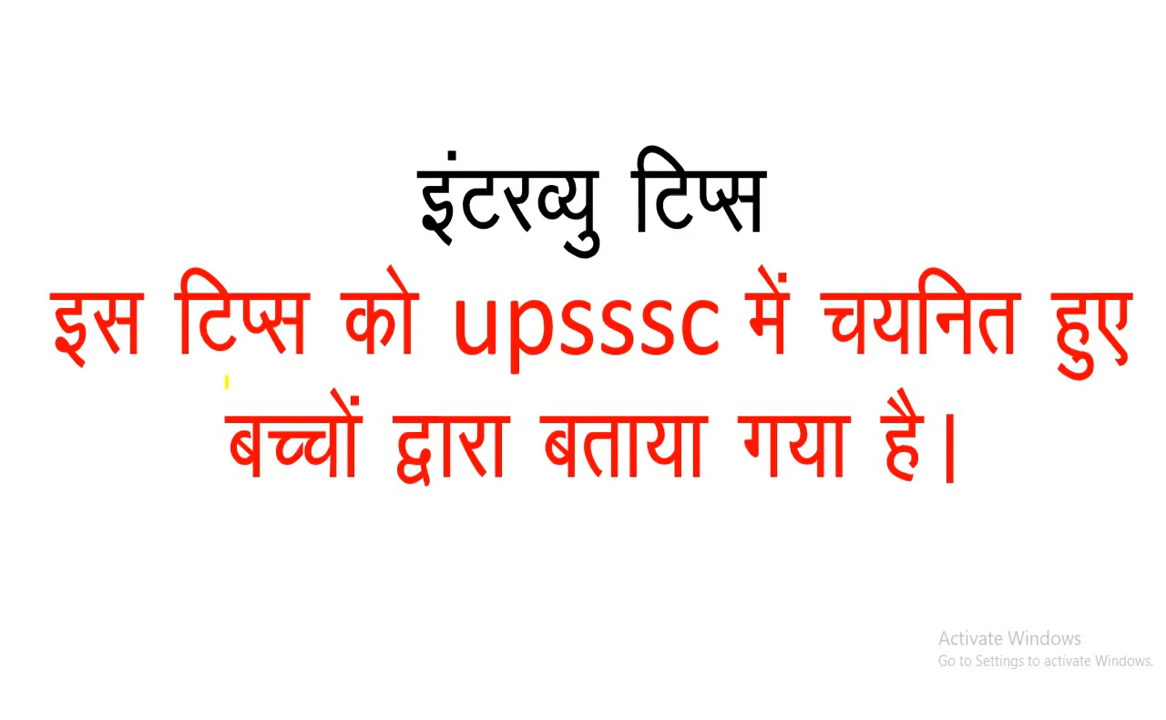 इंटरव्यु टिप्स
इस टिप्स को upsssc में चयनित हुए
बच्चों द्वारा बताया गया है।
Activate Windows
Go to Settings to activate Windows.